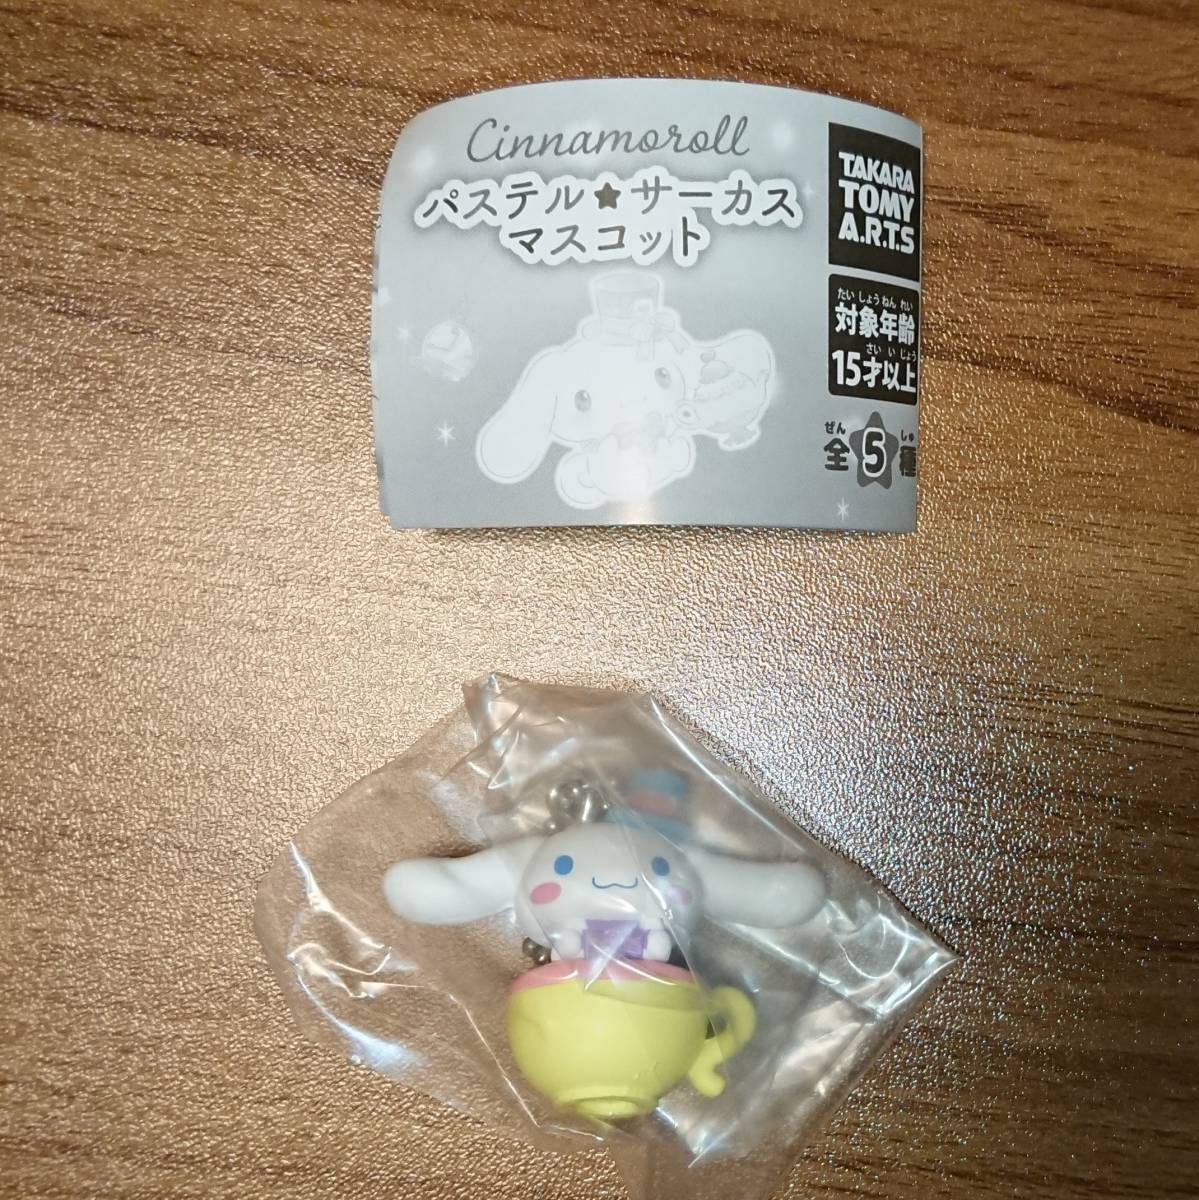 Cinnamoroll
パステル★サーカス
マスコット
TAKARA
TOMY
A.R.T.S
たいしょうねんれい
対象年齢
さいいじょう
15才以上
ぜん しゅ
全5種